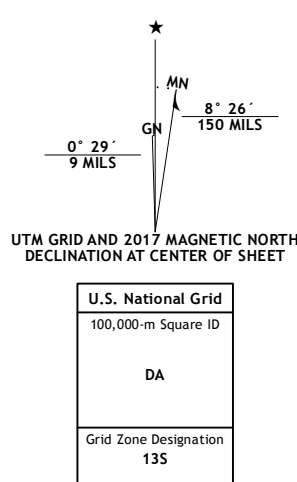 ★
MN
GN
8° 26´
150 MILS
0° 29´
9 MILS
UTM GRID AND 2017 MAGNETIC NORTH
DECLINATION AT CENTER OF SHEET
U.S. National Grid
100,000-m Square ID
DA
Grid Zone Designation
13S